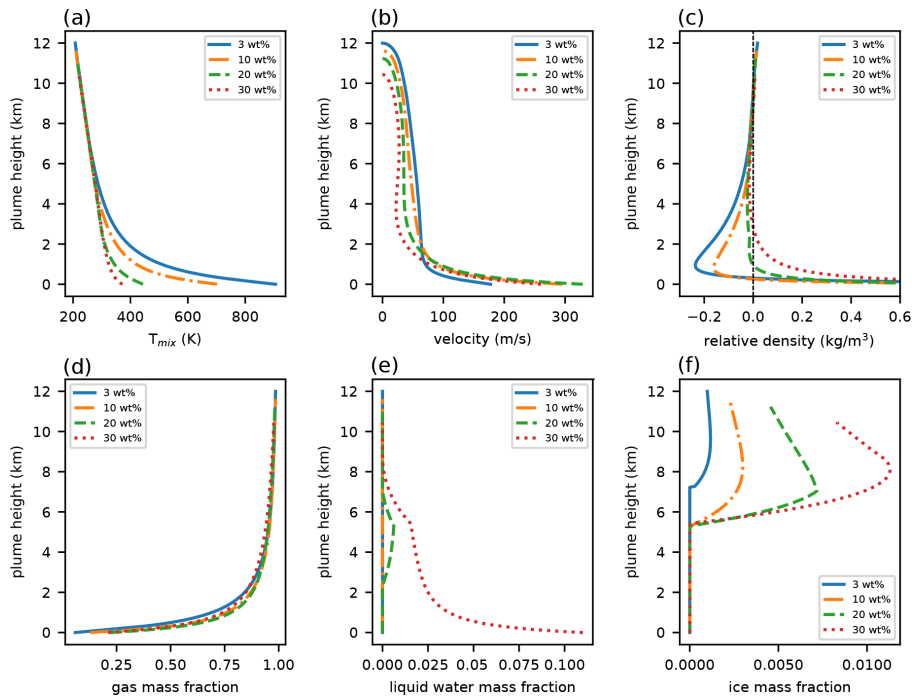 (a)
12
10
8
6
4
2
0
plume height (km)
3 wt%
10 wt%
20 wt%
30 wt%
200 400 600 800
T_mix (K)
(b)
12
10
8
6
4
2
0
plume height (km)
3 wt%
10 wt%
20 wt%
30 wt%
0 100 200 300
velocity (m/s)
(c)
12
10
8
6
4
2
0
plume height (km)
3 wt%
10 wt%
20 wt%
30 wt%
−0.2 0.0 0.2 0.4 0.6
relative density (kg/m³)
(d)
12
10
8
6
4
2
0
plume height (km)
3 wt%
10 wt%
20 wt%
30 wt%
0.25 0.50 0.75 1.00
gas mass fraction
(e)
12
10
8
6
4
2
0
plume height (km)
3 wt%
10 wt%
20 wt%
30 wt%
0.000 0.025 0.050 0.075 0.100
liquid water mass fraction
(f)
12
10
8
6
4
2
0
plume height (km)
3 wt%
10 wt%
20 wt%
30 wt%
0.0000 0.0050 0.0100
ice mass fraction